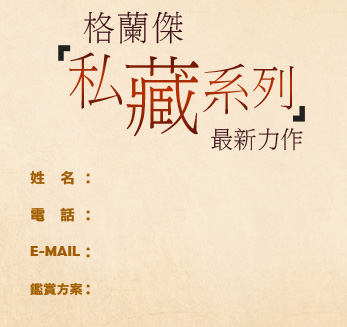 格蘭傑
「私藏系列」
最新力作
姓 名：
電 話：
E-MAIL：
鑑賞方案：